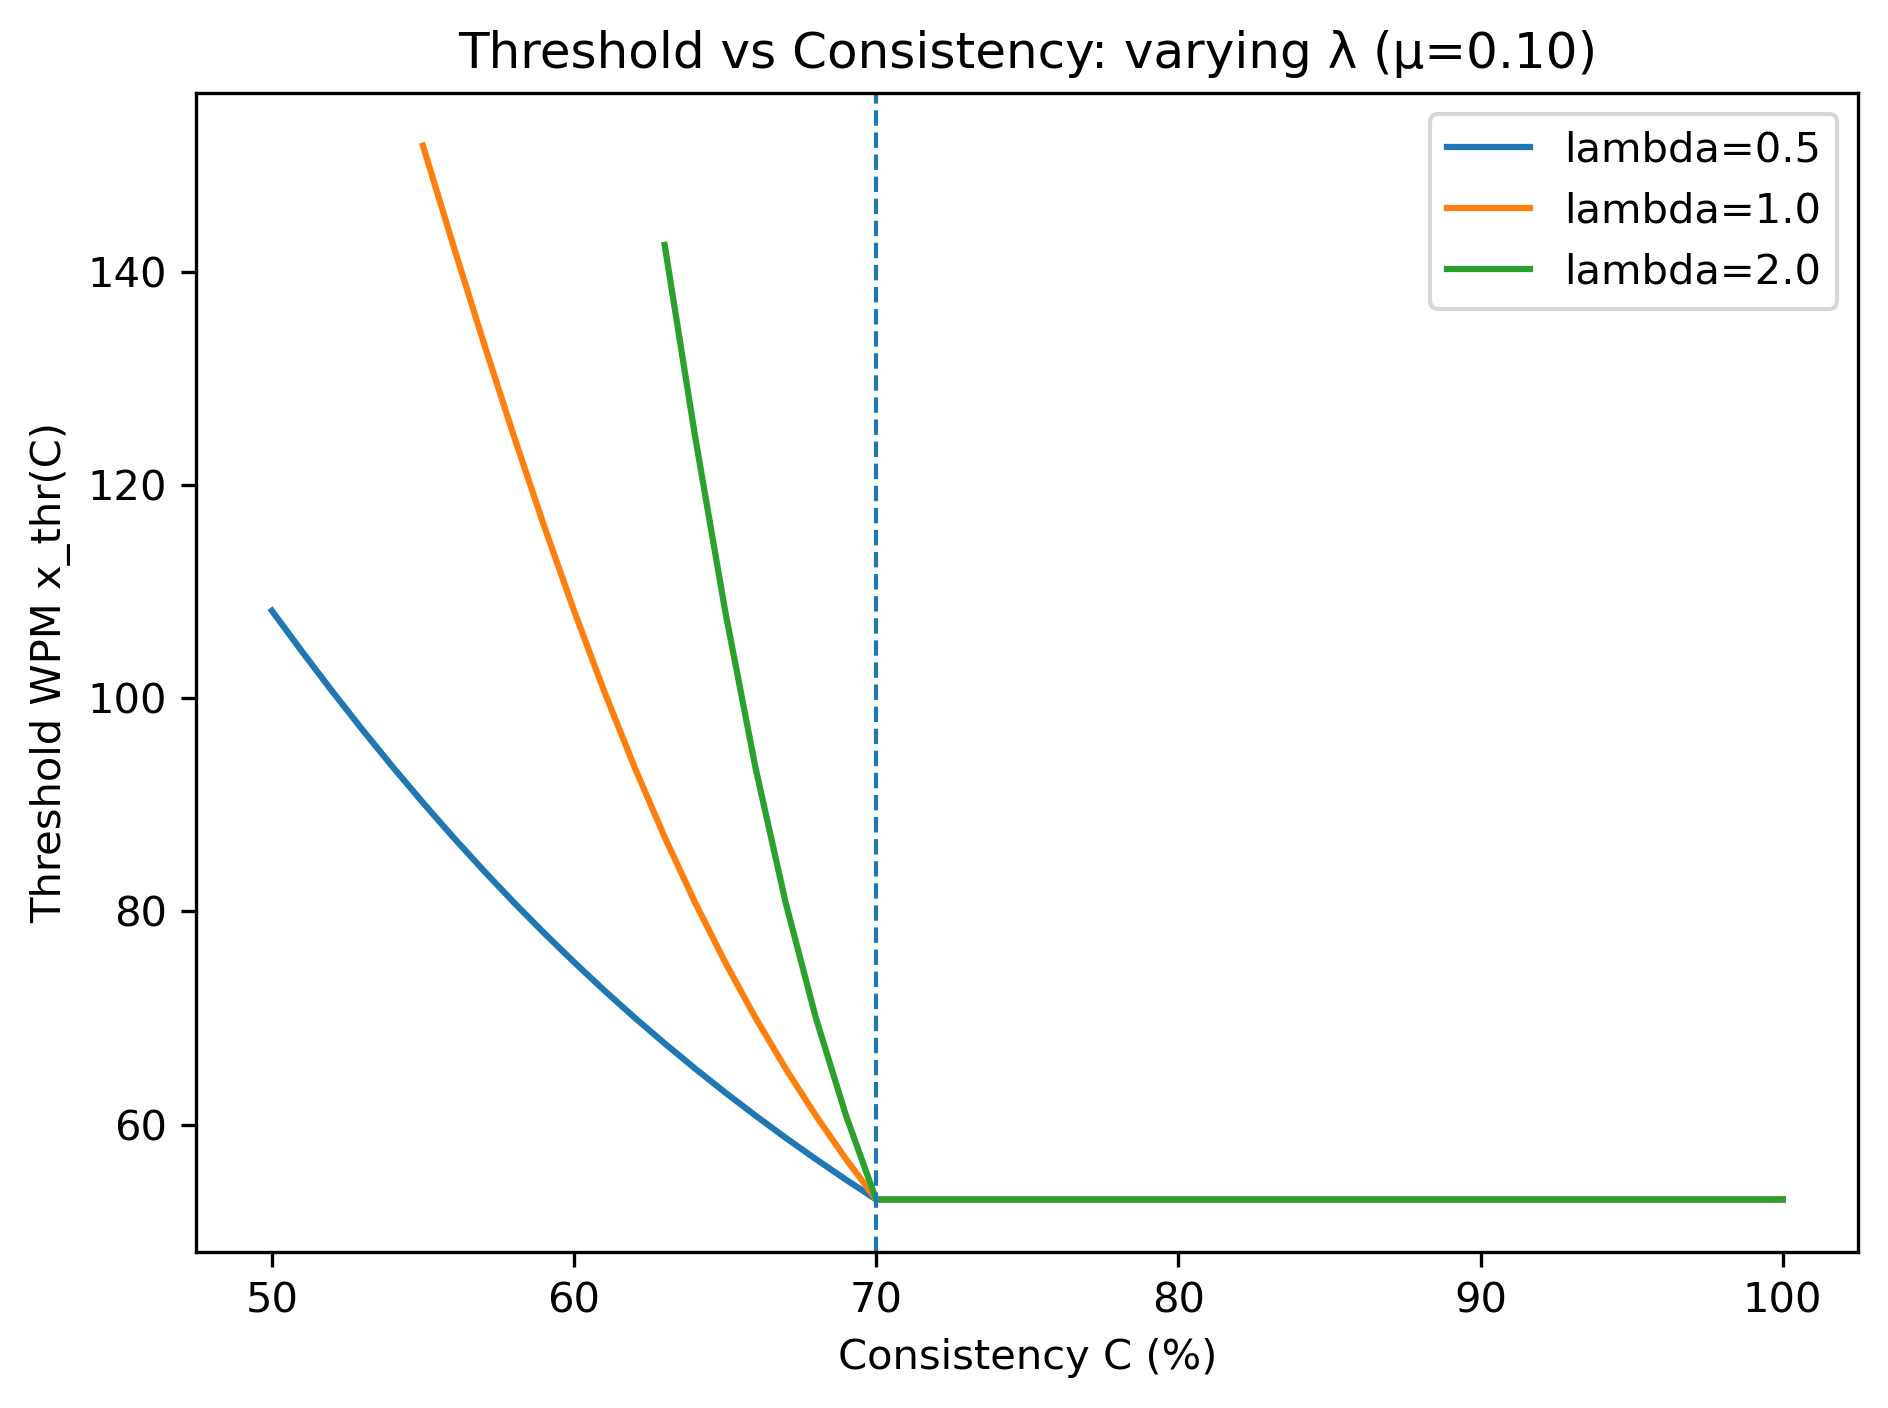 Threshold vs Consistency: varying λ (μ=0.10)
lambda=0.5
lambda=1.0
lambda=2.0
Threshold WPM x_thr(C)
140
120
100
80
60
50 60 70 80 90 100
Consistency C (%)